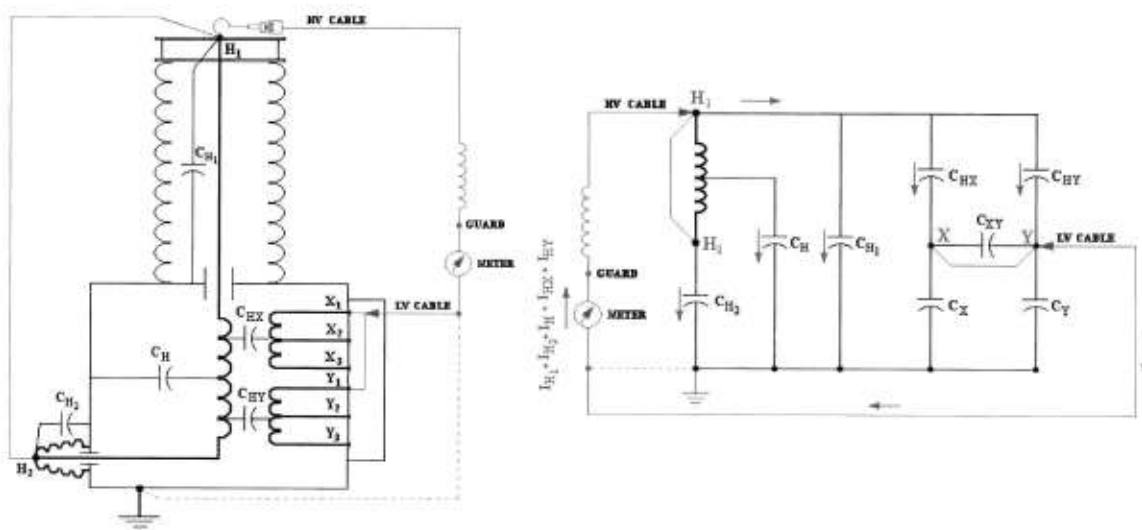 HV CABLE
H1
CH1
GUARD
METER
LV CABLE
X1
CHX
X2
X3
CH
Y1
CHY
Y2
Y3
CH2
H2
H1
HV CABLE
CHX
CHY
CXY
X
Y
LV CABLE
H2
CH
CH1
GUARD
METER
CH2
CX
CY
IH1 + IH2 + IH + IHX + IHY